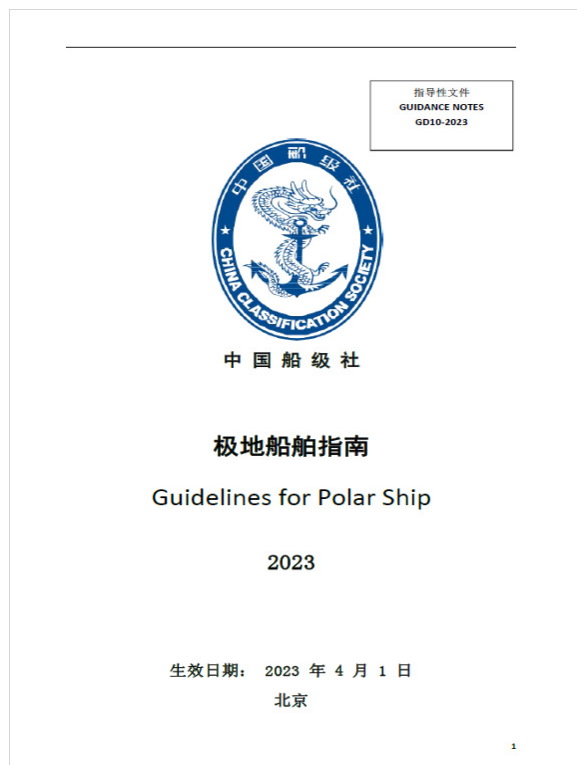 指导性文件
GUIDANCE NOTES
GD10-2023
中国船级社
CHINA CLASSIFICATION SOCIETY
中国船级社
极地船舶指南
Guidelines for Polar Ship
2023
生效日期： 2023 年 4 月 1 日
北京
1